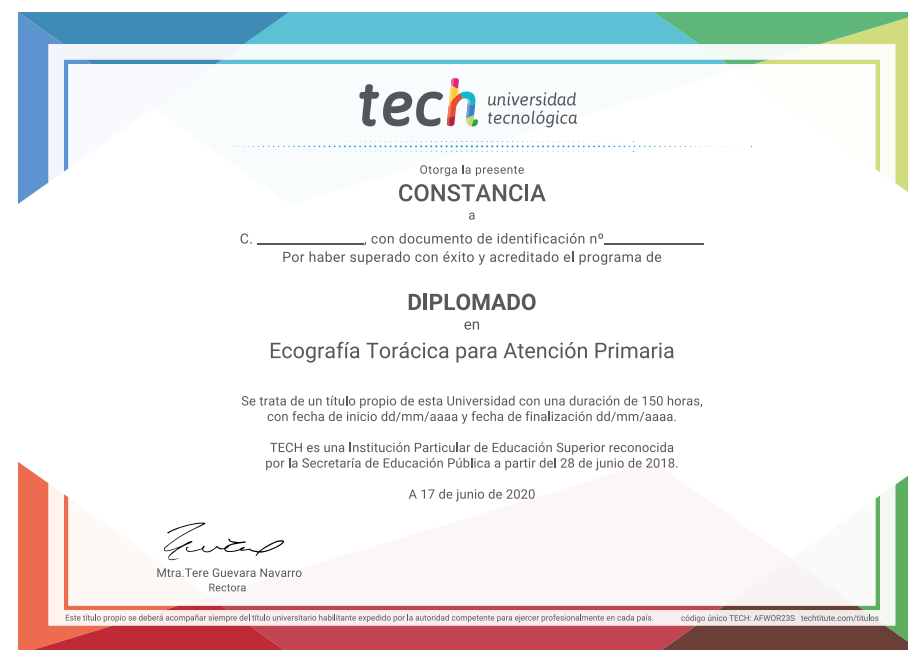 tech universidad
tecnológica
Otorga la presente
CONSTANCIA
a
C. ______________, con documento de identificación nº_____________
Por haber superado con éxito y acreditado el programa de
DIPLOMADO
en
Ecografía Torácica para Atención Primaria
Se trata de un título propio de esta Universidad con una duración de 150 horas,
con fecha de inicio dd/mm/aaaa y fecha de finalización dd/mm/aaaa.
TECH es una Institución Particular de Educación Superior reconocida
por la Secretaría de Educación Pública a partir del 28 de junio de 2018.
A 17 de junio de 2020
Mtra.Tere Guevara Navarro
Rectora
Este título propio se deberá acompañar siempre del título universitario habilitante expedido por la autoridad competente para ejercer profesionalmente en cada país. código único TECH: AFWOR23S techtitute.com/titulos